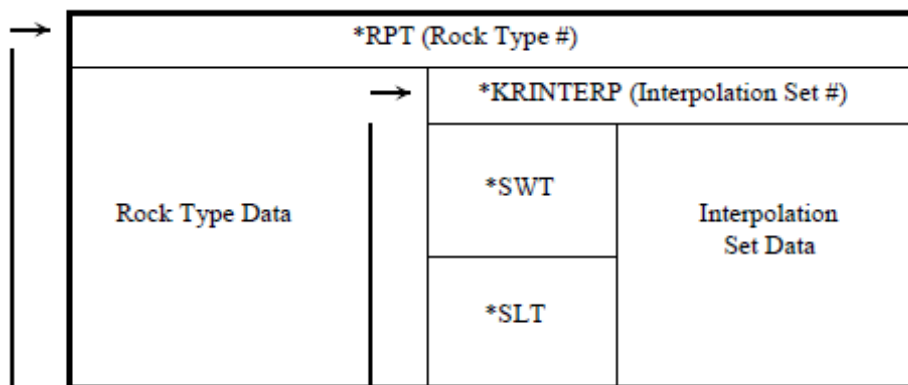 *RPT (Rock Type #)
*KRINTERP (Interpolation Set #)
*SWT
Rock Type Data
Interpolation
Set Data
*SLT